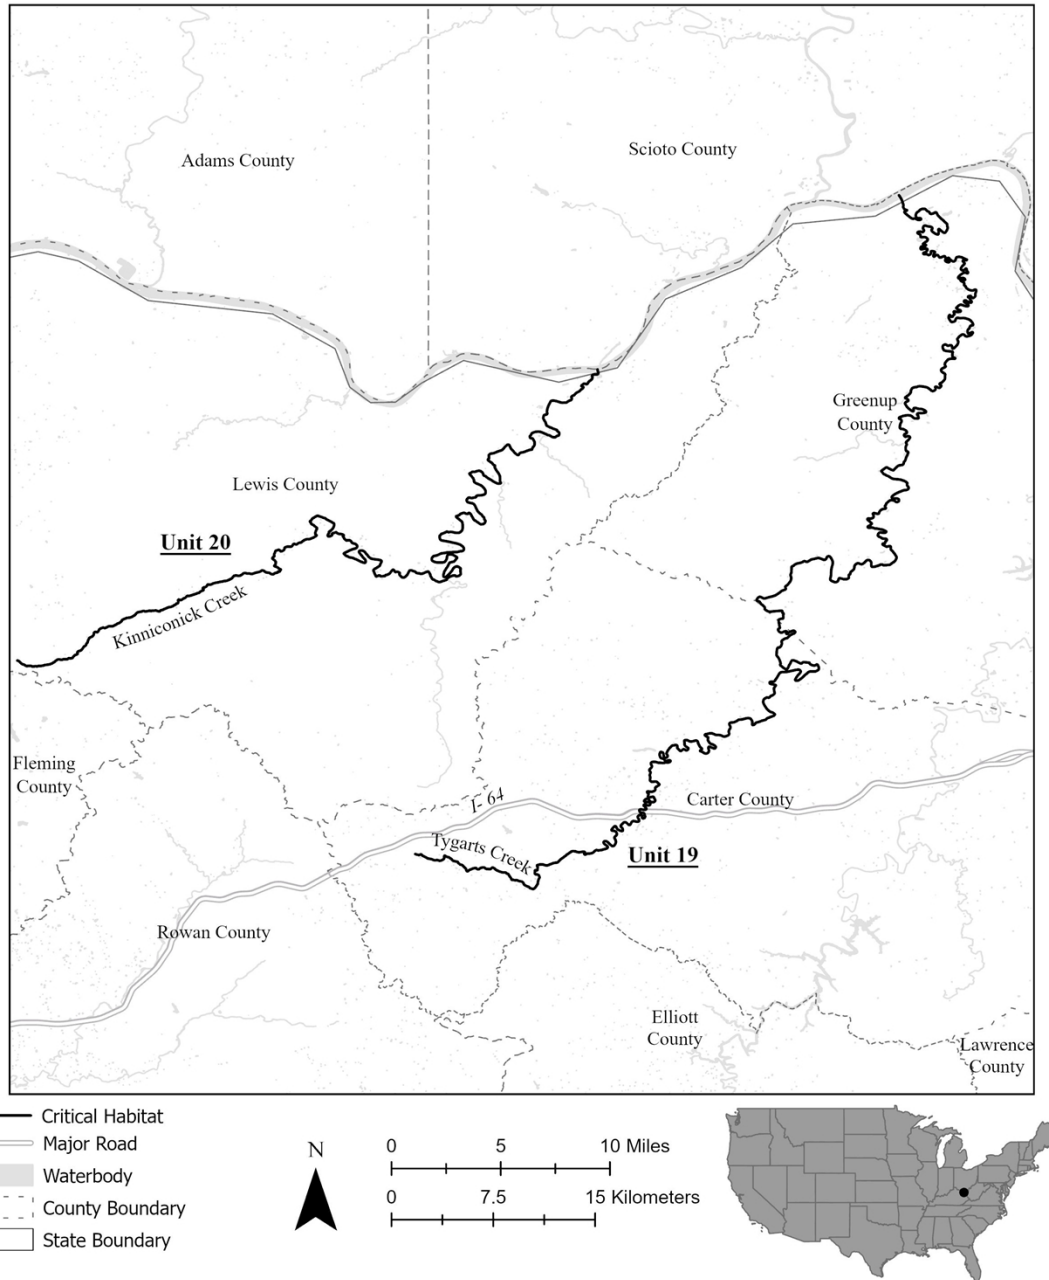 Adams County
Scioto County
Greenup
County
Lewis County
Unit 20
Kinniconick Creek
Fleming
County
I- 64
Carter County
Tygarts Creek
Unit 19
Rowan County
Elliott
County
Lawrence
County
Critical Habitat
Major Road
Waterbody
County Boundary
State Boundary
N
0 5 10 Miles
0 7.5 15 Kilometers